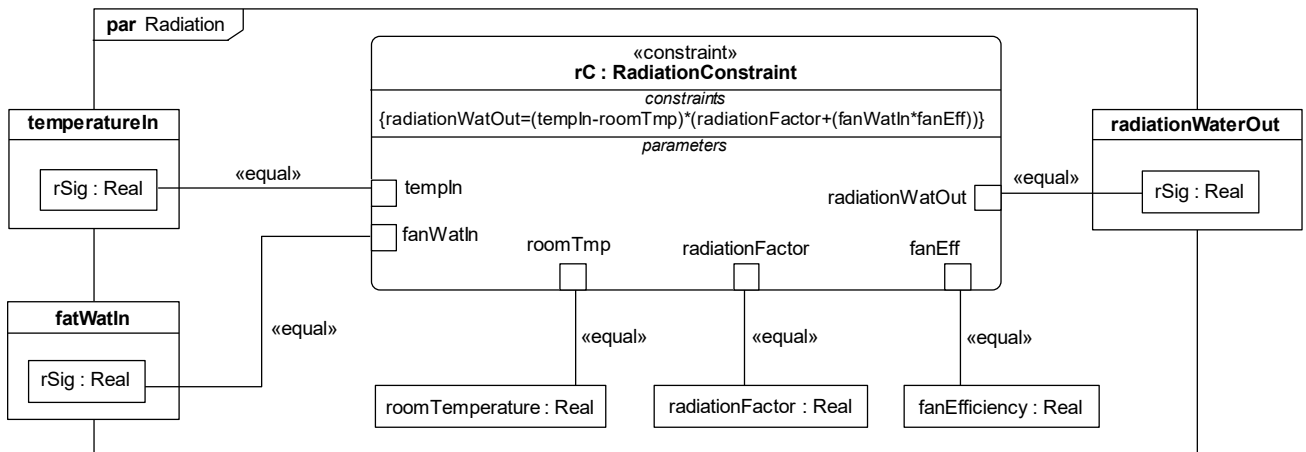 par Radiation
«constraint»
rC : RadiationConstraint
constraints
{radiationWatOut=(tempIn-roomTmp)*(radiationFactor+(fanWatIn*fanEff))}
parameters
temperatureIn
rSig : Real
«equal»
tempIn
radiationWatOut
«equal»
radiationWaterOut
rSig : Real
fanWatIn
roomTmp
radiationFactor
fanEff
fatWatIn
rSig : Real
«equal»
«equal»
«equal»
«equal»
roomTemperature : Real
radiationFactor : Real
fanEfficiency : Real